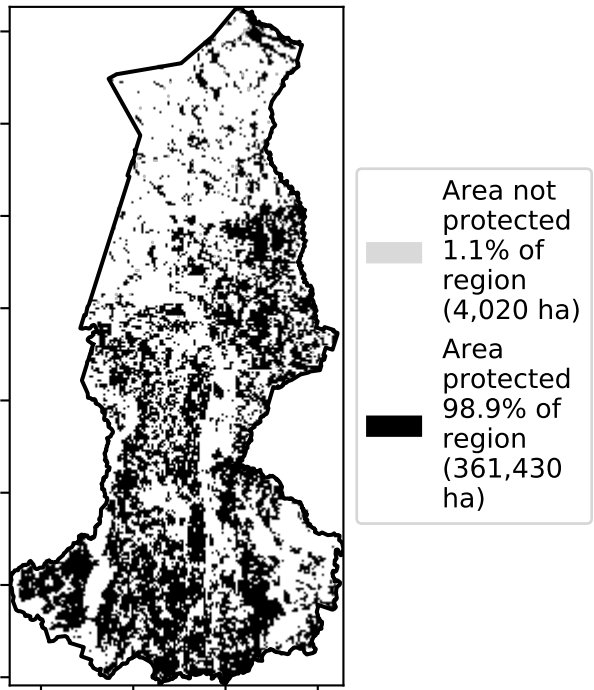 Area not
protected
1.1% of
region
(4,020 ha)
Area
protected
98.9% of
region
(361,430
ha)